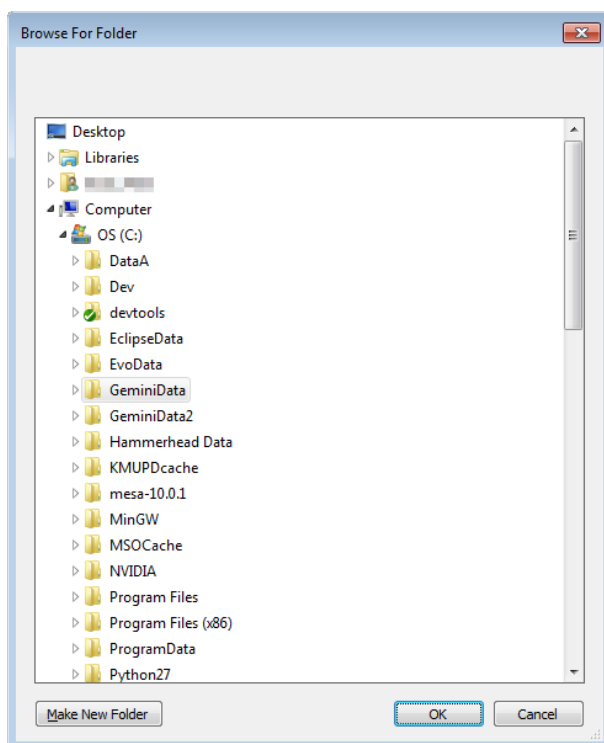 Browse For Folder
Desktop
Libraries
Computer
OS (C:)
DataA
Dev
devtools
EclipseData
EvoData
GeminiData
GeminiData2
Hammerhead Data
KMUPDcache
mesa-10.0.1
MinGW
MSOCache
NVIDIA
Program Files
Program Files (x86)
ProgramData
Python27
Make New Folder OK Cancel